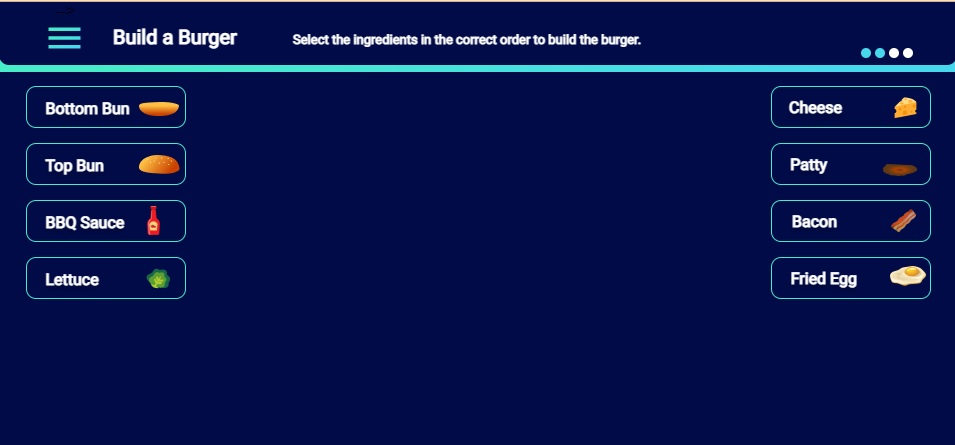 Build a Burger
Select the ingredients in the correct order to build the burger.
Bottom Bun
Top Bun
BBQ Sauce
Lettuce
Cheese
Patty
Bacon
Fried Egg